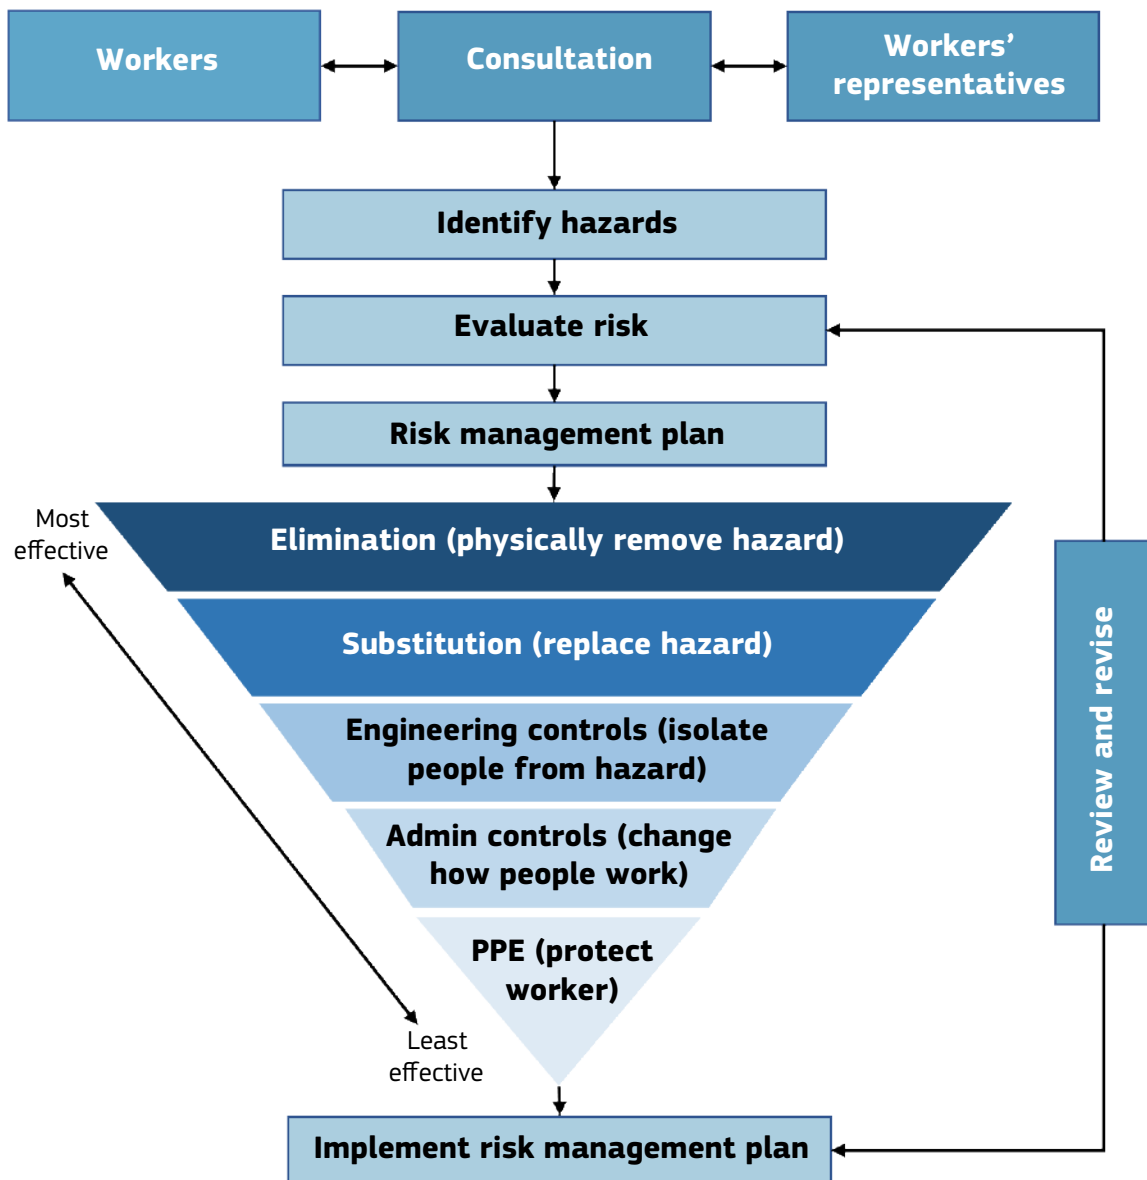 Workers
Consultation
Workers’
representatives
Identify hazards
Evaluate risk
Risk management plan
Most
effective
Elimination (physically remove hazard)
Substitution (replace hazard)
Engineering controls (isolate
people from hazard)
Admin controls (change
how people work)
PPE (protect
worker)
Least
effective
Review and revise
Implement risk management plan